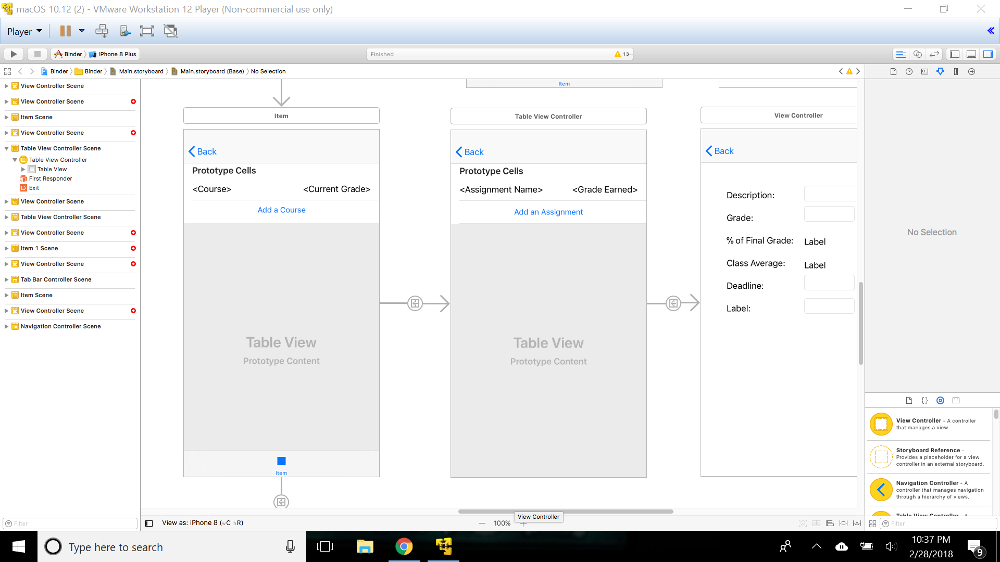 macOS 10.12 (2) - VMware Workstation 12 Player (Non-commercial use only)
Player
Binder
iPhone 8 Plus
Finished
13
Binder
Binder
Main.storyboard
Main.storyboard (Base)
No Selection
View Controller Scene
View Controller Scene
Item Scene
View Controller Scene
Table View Controller Scene
Table View Controller
Table View
First Responder
Exit
View Controller Scene
Table View Controller Scene
View Controller Scene
Item 1 Scene
View Controller Scene
Tab Bar Controller Scene
Item Scene
View Controller Scene
Navigation Controller Scene
Filter
Item
Item
Back
Prototype Cells
<Course> <Current Grade>
Add a Course
Table View
Prototype Content
Item
Table View Controller
Back
Prototype Cells
<Assignment Name> <Grade Earned>
Add an Assignment
Table View
Prototype Content
View Controller
Back
Description:
Grade:
% of Final Grade: Label
Class Average: Label
Deadline:
Label:
View as: iPhone 8 (wC hR)
100%
View Controller
No Selection
{}
View Controller - A controller
that manages a view.
Storyboard Reference -
Provides a placeholder for a view
controller in an external storyboard.
Navigation Controller - A
controller that manages navigation
through a hierarchy of views.
Table View Controller - A
Filter
Type here to search
10:37 PM
2/28/2018
9